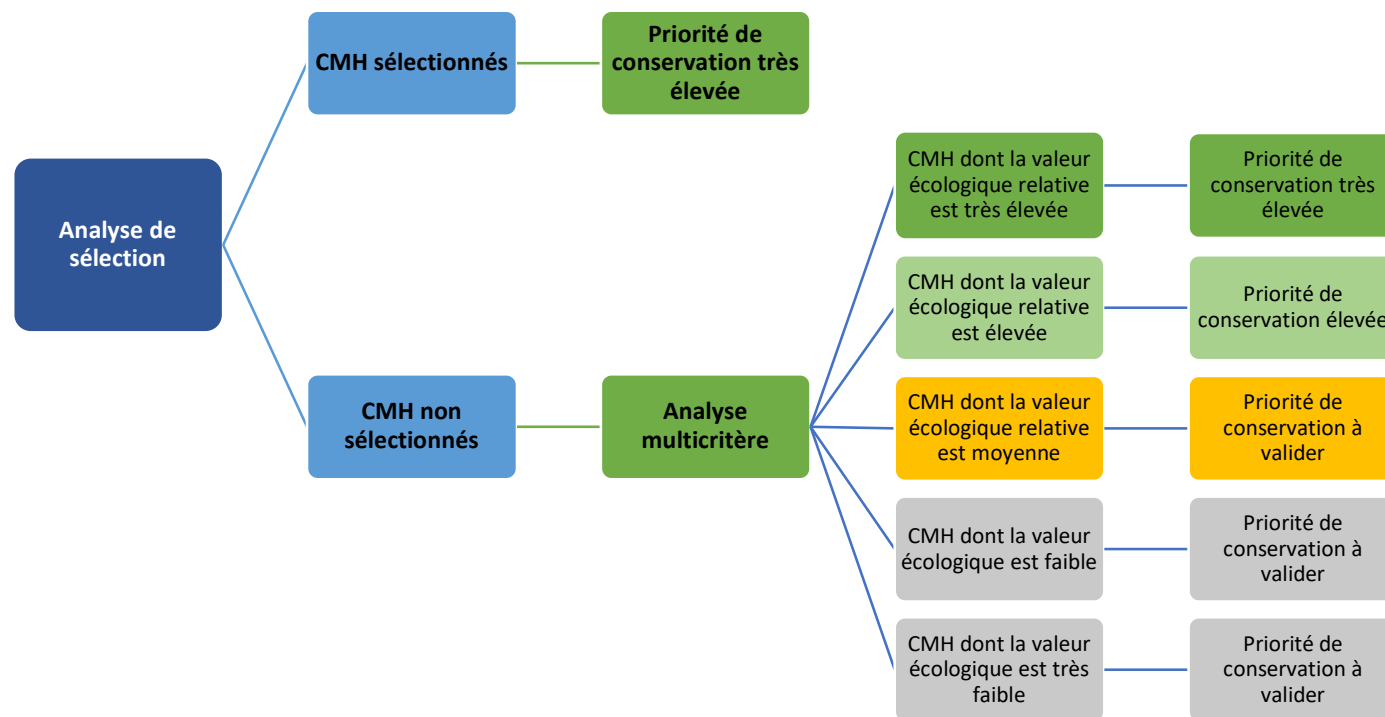 CMH sélectionnés
Priorité de
conservation très
élevée
Analyse de
sélection
CMH non
sélectionnés
Analyse
multicritère
CMH dont la valeur
écologique relative
est très élevée
Priorité de
conservation très
élevée
CMH dont la valeur
écologique relative
est élevée
Priorité de
conservation élevée
CMH dont la valeur
écologique relative
est moyenne
Priorité de
conservation à
valider
CMH dont la valeur
écologique est faible
Priorité de
conservation à
valider
CMH dont la valeur
écologique est très
faible
Priorité de
conservation à
valider